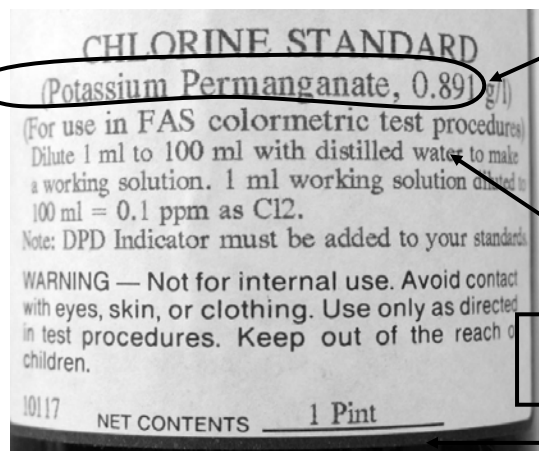 CHLORINE STANDARD
(Potassium Permanganate, 0.891 g/l)
(For use in FAS colormetric test procedures)
Dilute 1 ml to 100 ml with distilled water to make
a working solution. 1 ml working solution diluted to
100 ml = 0.1 ppm as C12.
Note: DPD Indicator must be added to your standards.
WARNING — Not for internal use. Avoid contact
with eyes, skin, or clothing. Use only as directed
in test procedures. Keep out of the reach of
children.
10117
NET CONTENTS 1 Pint